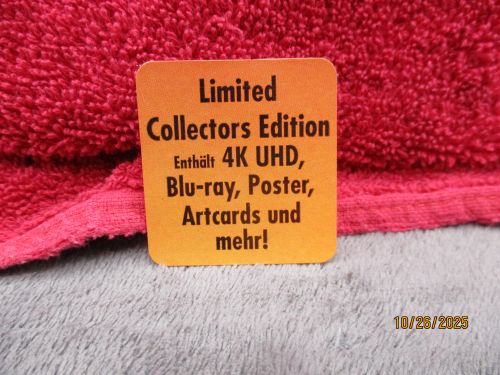 Limited
Collectors Edition
Enthält 4K UHD,
Blu-ray, Poster,
Artcards und
mehr!
10/26/2025